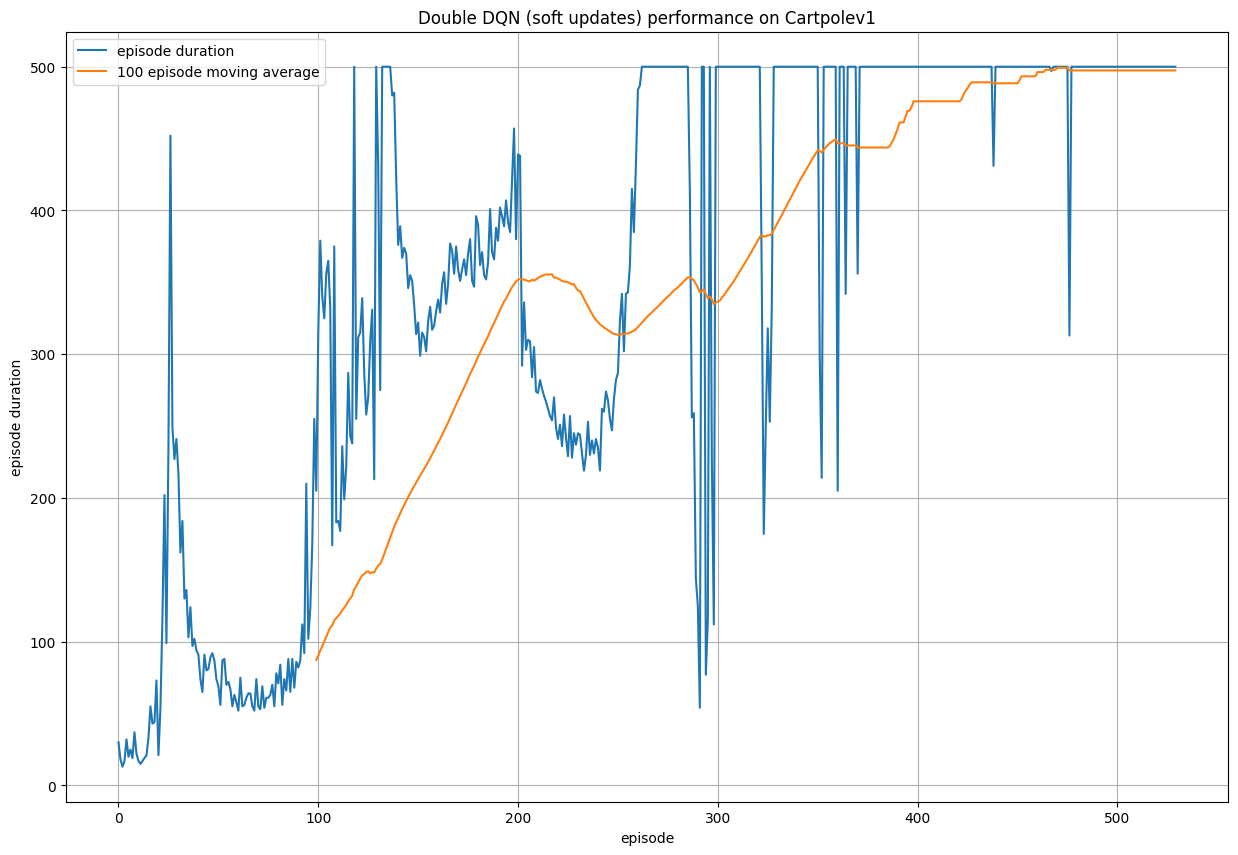 Double DQN (soft updates) performance on Cartpolev1
episode duration
100 episode moving average
500
400
300
200
100
0
episode duration
0
100
200
300
400
500
episode